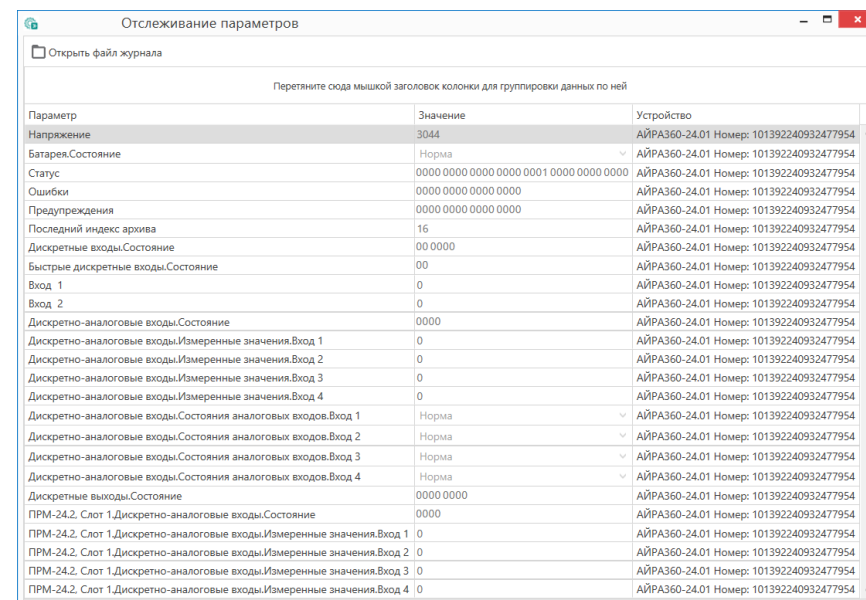 Отслеживание параметров
Открыть файл журнала
Перетяните сюда мышкой заголовок колонки для группировки данных по ней
Параметр Значение Устройство
Напряжение 3044 АЙРА360-24.01 Номер: 101392240932477954
Батарея.Состояние Норма АЙРА360-24.01 Номер: 101392240932477954
Статус 0000 0000 0000 0000 0001 0000 0000 0000 АЙРА360-24.01 Номер: 101392240932477954
Ошибки 0000 0000 0000 0000 АЙРА360-24.01 Номер: 101392240932477954
Предупреждения 0000 0000 0000 0000 АЙРА360-24.01 Номер: 101392240932477954
Последний индекс архива 16 АЙРА360-24.01 Номер: 101392240932477954
Дискретные входы.Состояние 00 0000 АЙРА360-24.01 Номер: 101392240932477954
Быстрые дискретные входы.Состояние 00 АЙРА360-24.01 Номер: 101392240932477954
Вход 1 0 АЙРА360-24.01 Номер: 101392240932477954
Вход 2 0 АЙРА360-24.01 Номер: 101392240932477954
Дискретно-аналоговые входы.Состояние 0000 АЙРА360-24.01 Номер: 101392240932477954
Дискретно-аналоговые входы.Измеренные значения.Вход 1 0 АЙРА360-24.01 Номер: 101392240932477954
Дискретно-аналоговые входы.Измеренные значения.Вход 2 0 АЙРА360-24.01 Номер: 101392240932477954
Дискретно-аналоговые входы.Измеренные значения.Вход 3 0 АЙРА360-24.01 Номер: 101392240932477954
Дискретно-аналоговые входы.Измеренные значения.Вход 4 0 АЙРА360-24.01 Номер: 101392240932477954
Дискретно-аналоговые входы.Состояния аналоговых входов.Вход 1 Норма АЙРА360-24.01 Номер: 101392240932477954
Дискретно-аналоговые входы.Состояния аналоговых входов.Вход 2 Норма АЙРА360-24.01 Номер: 101392240932477954
Дискретно-аналоговые входы.Состояния аналоговых входов.Вход 3 Норма АЙРА360-24.01 Номер: 101392240932477954
Дискретно-аналоговые входы.Состояния аналоговых входов.Вход 4 Норма АЙРА360-24.01 Номер: 101392240932477954
Дискретные выходы.Состояние 0000 0000 АЙРА360-24.01 Номер: 101392240932477954
ПРМ-24.2, Слот 1.Дискретно-аналоговые входы.Состояние 0000 АЙРА360-24.01 Номер: 101392240932477954
ПРМ-24.2, Слот 1.Дискретно-аналоговые входы.Измеренные значения.Вход 1 0 АЙРА360-24.01 Номер: 101392240932477954
ПРМ-24.2, Слот 1.Дискретно-аналоговые входы.Измеренные значения.Вход 2 0 АЙРА360-24.01 Номер: 101392240932477954
ПРМ-24.2, Слот 1.Дискретно-аналоговые входы.Измеренные значения.Вход 3 0 АЙРА360-24.01 Номер: 101392240932477954
ПРМ-24.2, Слот 1.Дискретно-аналоговые входы.Измеренные значения.Вход 4 0 АЙРА360-24.01 Номер: 101392240932477954